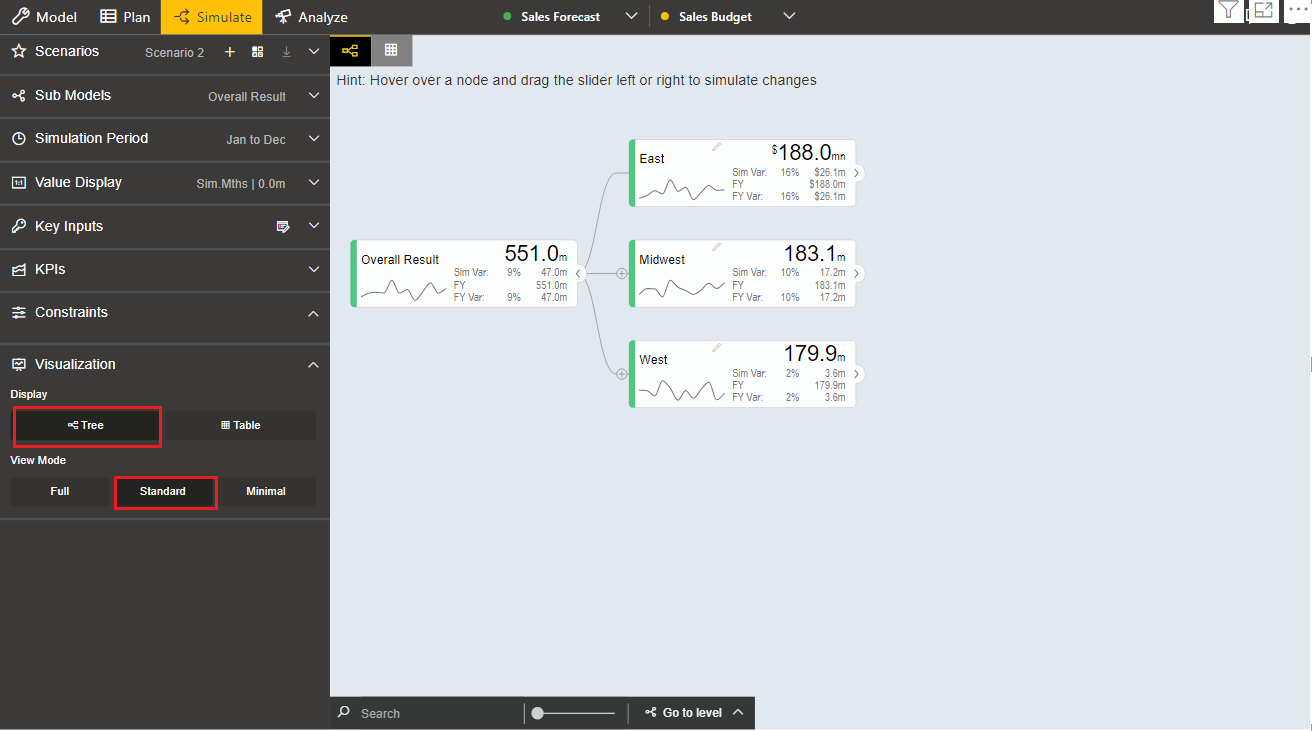 Model Plan Simulate Analyze Sales Forecast Sales Budget
Scenarios Scenario 2
Sub Models Overall Result
Simulation Period Jan to Dec
Value Display Sim.Mths | 0.0m
Key Inputs
KPIs
Constraints
Visualization
Display
Tree Table
View Mode
Full Standard Minimal
Hint: Hover over a node and drag the slider left or right to simulate changes
Overall Result 551.0m
Sim Var: 9% 47.0m
FY 551.0m
FY Var: 9% 47.0m
East $188.0mn
Sim Var: 16% $26.1m
FY $188.0m
FY Var: 16% $26.1m
Midwest 183.1m
Sim Var: 10% 17.2m
FY 183.1m
FY Var: 10% 17.2m
West 179.9m
Sim Var: 2% 3.6m
FY 179.9m
FY Var: 2% 3.6m
Search Go to level